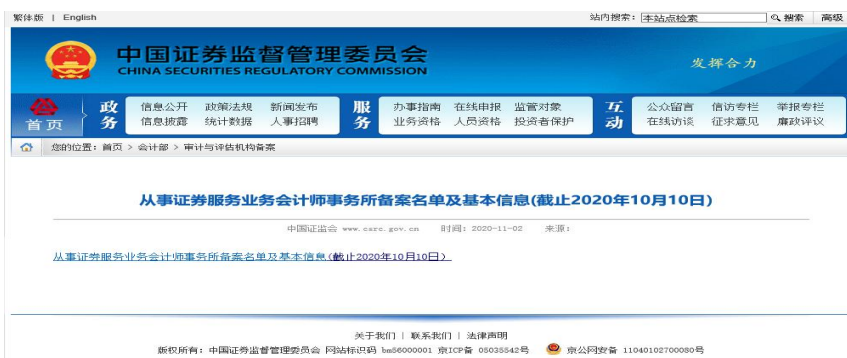 繁体版 | English 站内搜索: 本站点检索 搜索 高级
中国证券监督管理委员会
CHINA SECURITIES REGULATORY COMMISSION
发挥合力
首页 政务 信息公开 政策法规 新闻发布 服务 办事指南 在线申报 监管对象 互动 公众留言 信访专栏 举报专栏
信息披露 统计数据 人事招聘 业务资格 人员资格 投资者保护 在线访谈 征求意见 廉政评议
您的位置: 首页 > 会计部 > 审计与评估机构备案
从事证券服务业务会计师事务所备案名单及基本信息(截止2020年10月10日)
中国证监会 www.csrc.gov.cn 时间: 2020-11-02 来源:
从事证券服务业务会计师事务所备案名单及基本信息(截止2020年10月10日)
关于我们 | 联系我们 | 法律声明
版权所有: 中国证券监督管理委员会 网站标识码 bm56000001 京ICP备 05035542号 京公网安备 11040102700080号